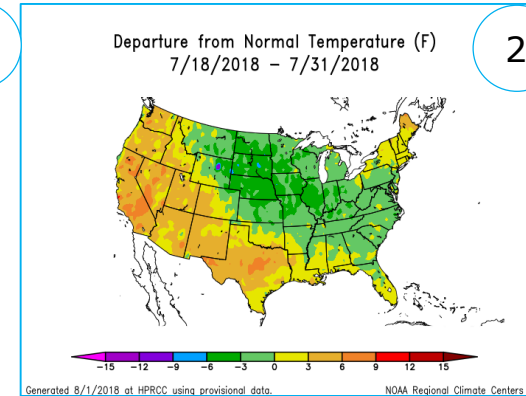 Departure from Normal Temperature (F)
7/18/2018 – 7/31/2018
2
-15 -12 -9 -6 -3 0 3 6 9 12 15
Generated 8/1/2018 at HPRCC using provisional data.
NOAA Regional Climate Centers